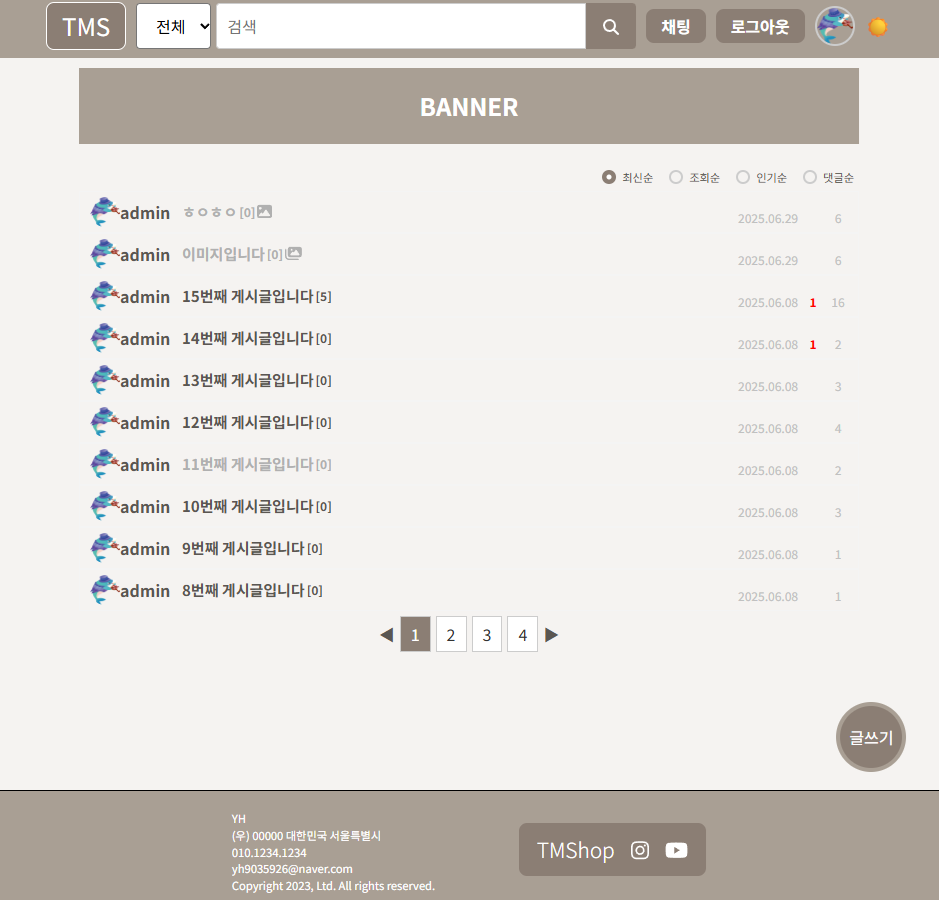 TMS 전체 검색 채팅 로그아웃
BANNER
최신순 조회순 인기순 댓글순
admin ㅎㅇㅎㅇ [0] 2025.06.29 6
admin 이미지입니다 [0] 2025.06.29 6
admin 15번째 게시글입니다 [5] 2025.06.08 1 16
admin 14번째 게시글입니다 [0] 2025.06.08 1 2
admin 13번째 게시글입니다 [0] 2025.06.08 3
admin 12번째 게시글입니다 [0] 2025.06.08 4
admin 11번째 게시글입니다 [0] 2025.06.08 2
admin 10번째 게시글입니다 [0] 2025.06.08 3
admin 9번째 게시글입니다 [0] 2025.06.08 1
admin 8번째 게시글입니다 [0] 2025.06.08 1
◀ 1 2 3 4 ▶
글쓰기
YH
(우) 00000 대한민국 서울특별시
010.1234.1234
yh9035926@naver.com
Copyright 2023, Ltd. All rights reserved.
TMShop